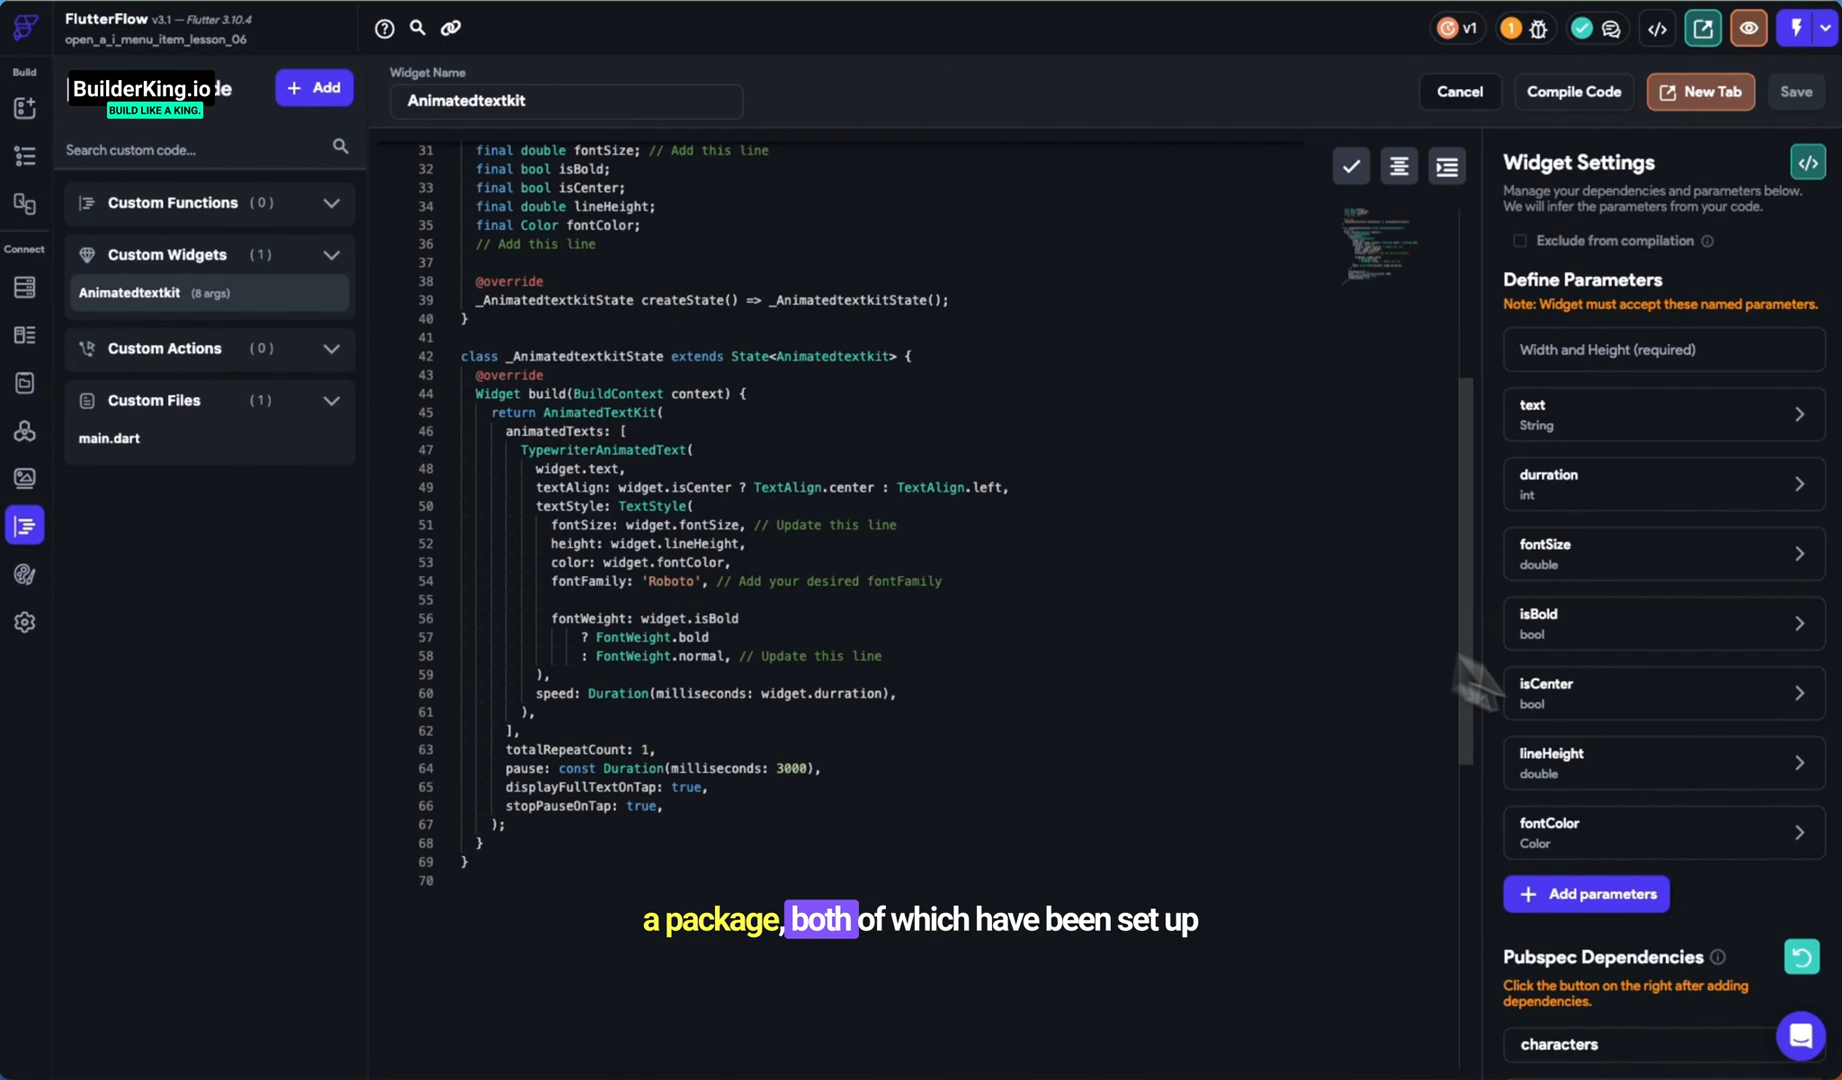 FlutterFlow v3.1 — Flutter 3.10.4
open_a_i_menu_item_lesson_06
v1
1
Build
BuilderKing.io de
BUILD LIKE A KING.
+ Add
Search custom code...
Custom Functions ( 0 )
Custom Widgets ( 1 )
Animatedtextkit (8 args)
Connect
Custom Actions ( 0 )
Custom Files ( 1 )
main.dart
Widget Name
Animatedtextkit
Cancel
Compile Code
New Tab
Save
31 final double fontSize; // Add this line
32 final bool isBold;
33 final bool isCenter;
34 final double lineHeight;
35 final Color fontColor;
36 // Add this line
37
38 @override
39 _AnimatedtextkitState createState() => _AnimatedtextkitState();
40 }
41
42 class _AnimatedtextkitState extends State<Animatedtextkit> {
43 @override
44 Widget build(BuildContext context) {
45 return AnimatedTextKit(
46 animatedTexts: [
47 TypewriterAnimatedText(
48 widget.text,
49 textAlign: widget.isCenter ? TextAlign.center : TextAlign.left,
50 textStyle: TextStyle(
51 fontSize: widget.fontSize, // Update this line
52 height: widget.lineHeight,
53 color: widget.fontColor,
54 fontFamily: 'Roboto', // Add your desired fontFamily
55
56 fontWeight: widget.isBold
57 ? FontWeight.bold
58 : FontWeight.normal, // Update this line
59 ),
60 speed: Duration(milliseconds: widget.durration),
61 ),
62 ],
63 totalRepeatCount: 1,
64 pause: const Duration(milliseconds: 3000),
65 displayFullTextOnTap: true,
66 stopPauseOnTap: true,
67 );
68 }
69 }
70
a package, both of which have been set up
Widget Settings
Manage your dependencies and parameters below.
We will infer the parameters from your code.
Exclude from compilation
Define Parameters
Note: Widget must accept these named parameters.
Width and Height (required)
text
String
durration
int
fontSize
double
isBold
bool
isCenter
bool
lineHeight
double
fontColor
Color
+ Add parameters
Pubspec Dependencies
Click the button on the right after adding
dependencies.
characters